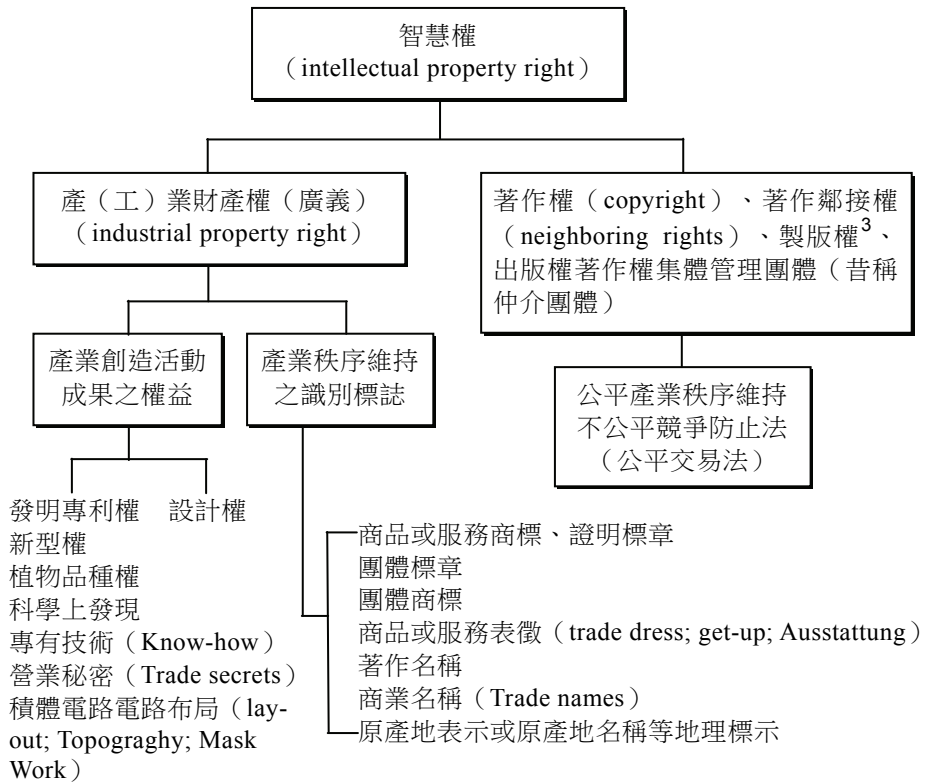 智慧權
（intellectual property right）
產（工）業財產權（廣義）
（industrial property right）
著作權（copyright）、著作鄰接權
（neighboring rights）、製版權3、
出版權著作權集體管理團體（昔稱
仲介團體）
產業創造活動
成果之權益
產業秩序維持
之識別標誌
公平產業秩序維持
不公平競爭防止法
（公平交易法）
發明專利權
新型權
植物品種權
科學上發現
專有技術（Know-how）
營業秘密（Trade secrets）
積體電路電路布局（lay-
out; Topograghy; Mask
Work）
設計權
商品或服務商標、證明標章
團體標章
團體商標
商品或服務表徵（trade dress; get-up; Ausstattung）
著作名稱
商業名稱（Trade names）
原產地表示或原產地名稱等地理標示